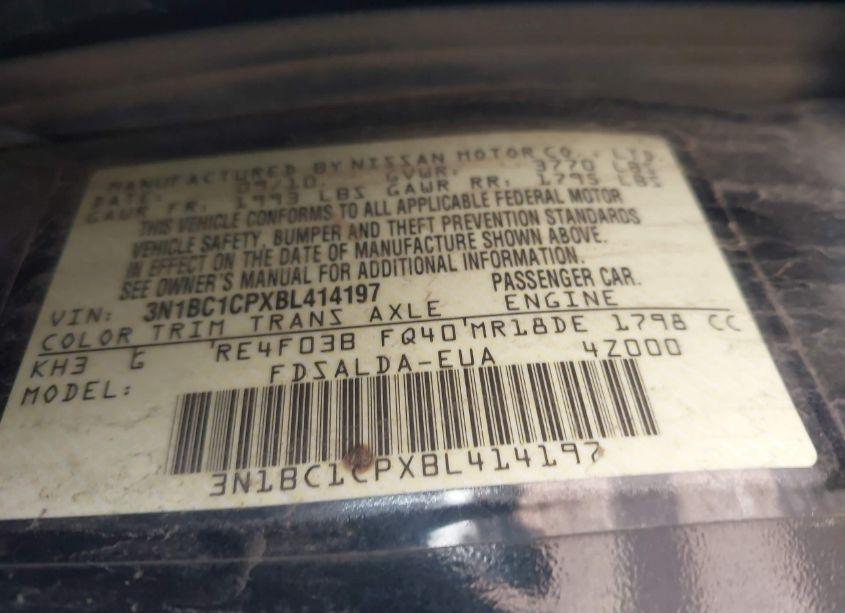 MANUFACTURED BY NISSAN MOTOR CO., LTD.
DATE: 09/10 GVWR: 3770 LBS
GAWR FR: 1993 LBS GAWR RR: 1795 LBS
THIS VEHICLE CONFORMS TO ALL APPLICABLE FEDERAL MOTOR
VEHICLE SAFETY, BUMPER AND THEFT PREVENTION STANDARDS
IN EFFECT ON THE DATE OF MANUFACTURE SHOWN ABOVE.
SEE OWNER'S MANUAL FOR ADDITIONAL INFORMATION.
VIN: 3N1BC1CPXBL414197 PASSENGER CAR.
COLOR TRIM TRANS AXLE ENGINE
KH3 G 'RE4F03B FQ40'MR18DE 1798 CC
MODEL: FDSALDA-EUA 4Z000
3N1BC1CPXBL414197